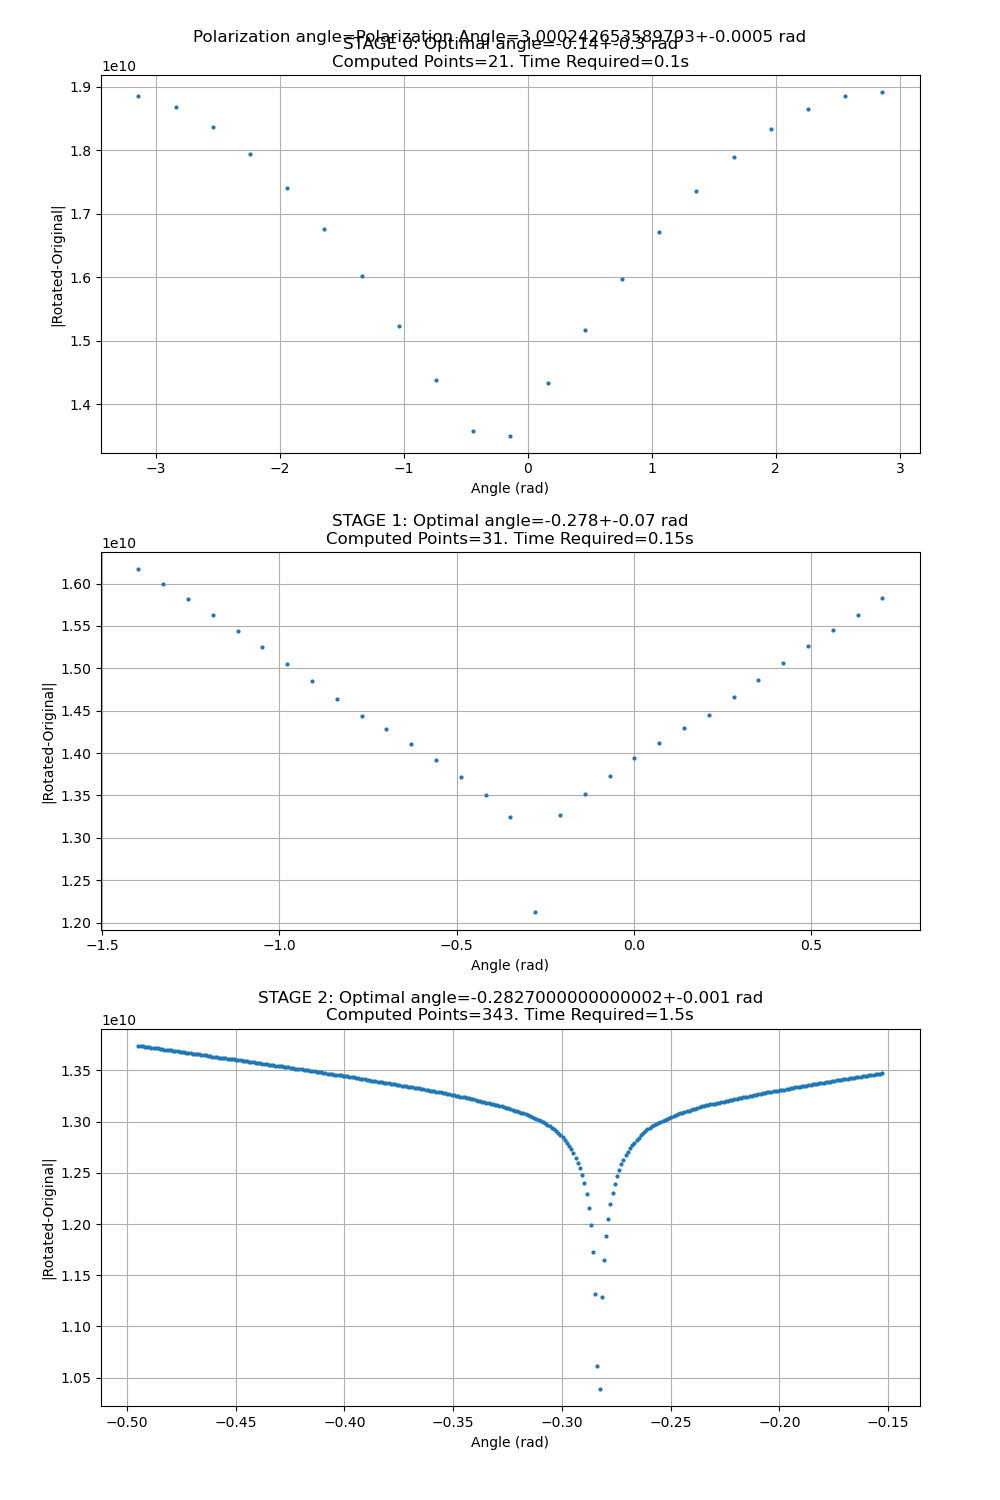 Polarization angle=Polarization Angle=3.000242653589793+-0.0005 rad
STAGE 0: Optimal angle=-0.14+-0.3 rad
Computed Points=21. Time Required=0.1s
1e10
1.9
1.8
1.7
1.6
1.5
1.4
|Rotated-Original|
−3
−2
−1
0
1
2
3
Angle (rad)
STAGE 1: Optimal angle=-0.278+-0.07 rad
Computed Points=31. Time Required=0.15s
1e10
1.60
1.55
1.50
1.45
1.40
1.35
1.30
1.25
1.20
|Rotated-Original|
−1.5
−1.0
−0.5
0.0
0.5
Angle (rad)
STAGE 2: Optimal angle=-0.2827000000000002+-0.001 rad
Computed Points=343. Time Required=1.5s
1e10
1.35
1.30
1.25
1.20
1.15
1.10
1.05
|Rotated-Original|
−0.50
−0.45
−0.40
−0.35
−0.30
−0.25
−0.20
−0.15
Angle (rad)